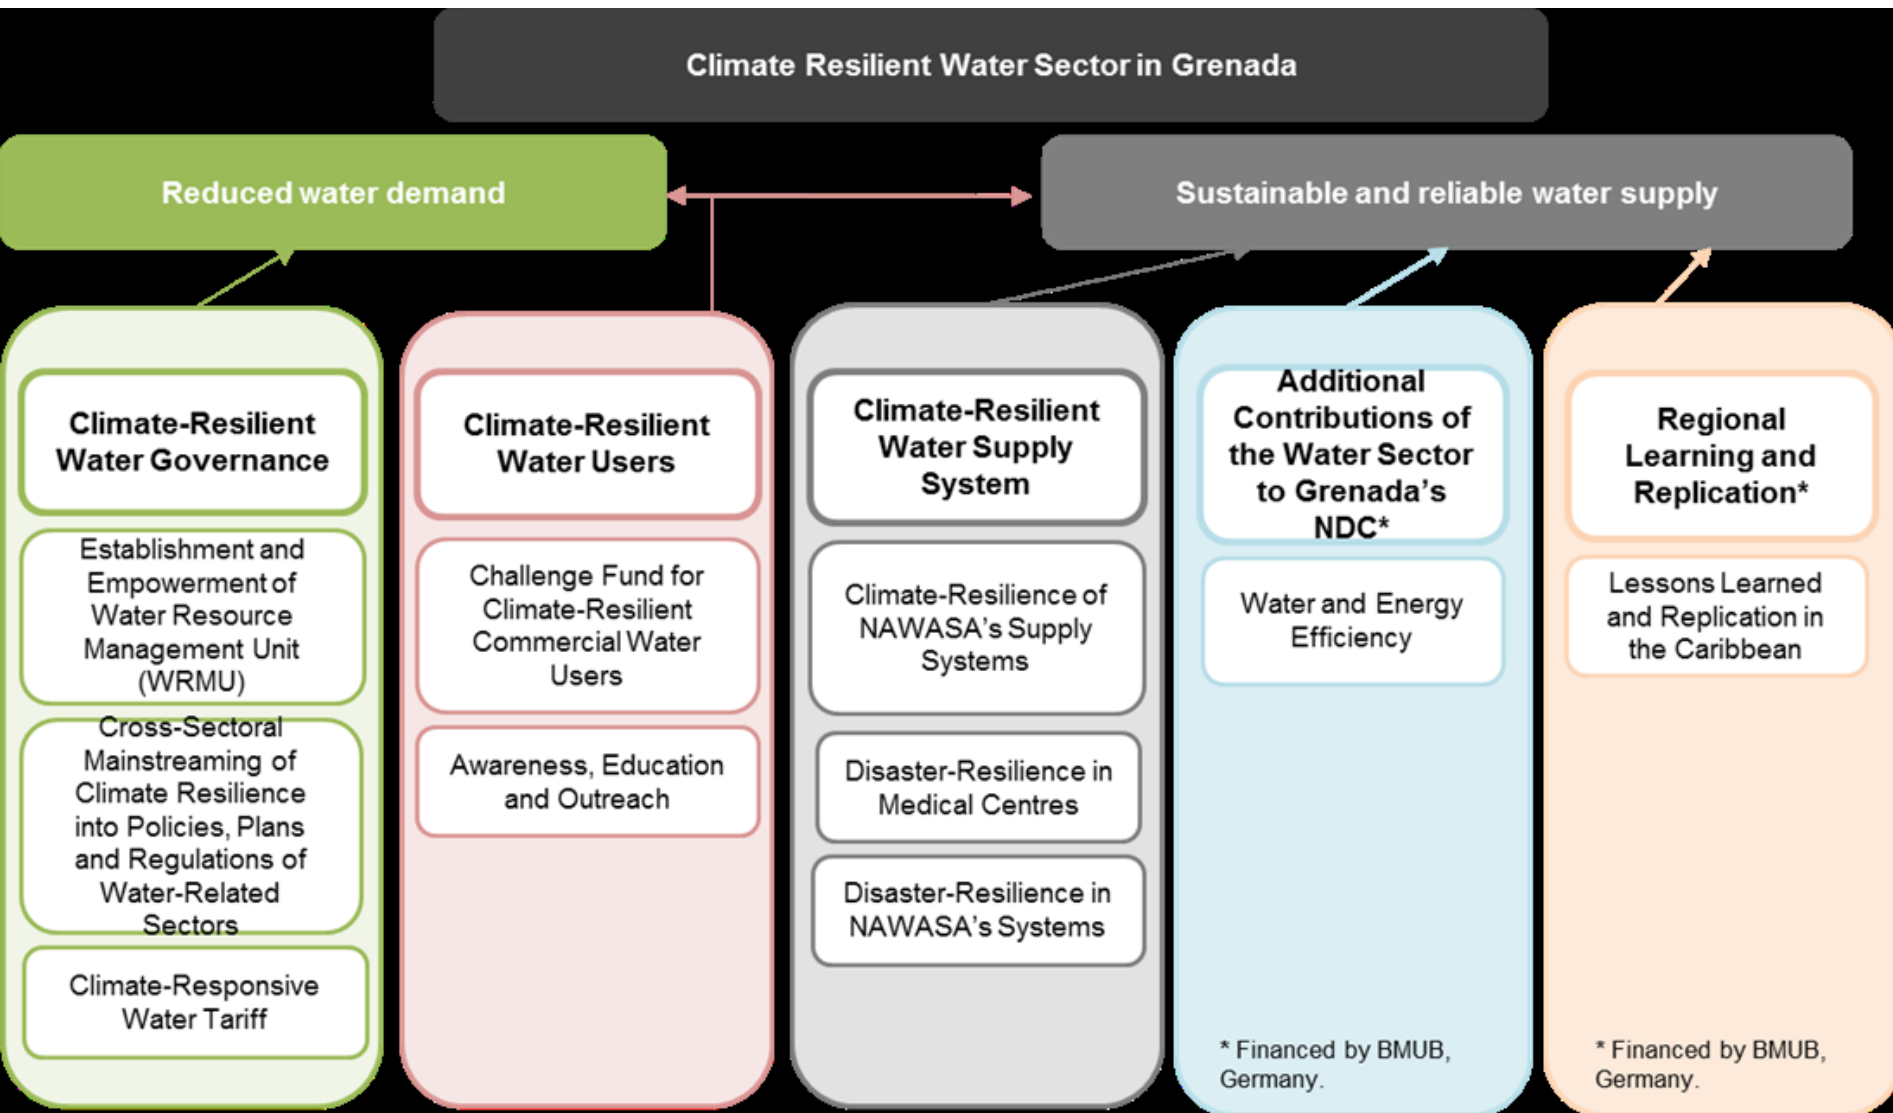 Climate Resilient Water Sector in Grenada
Reduced water demand
Sustainable and reliable water supply
Climate-Resilient
Water Governance
Establishment and
Empowerment of
Water Resource
Management Unit
(WRMU)
Cross-Sectoral
Mainstreaming of
Climate Resilience
into Policies, Plans
and Regulations of
Water-Related
Sectors
Climate-Responsive
Water Tariff
Climate-Resilient
Water Users
Challenge Fund for
Climate-Resilient
Commercial Water
Users
Awareness, Education
and Outreach
Climate-Resilient
Water Supply
System
Climate-Resilience of
NAWASA's Supply
Systems
Disaster-Resilience in
Medical Centres
Disaster-Resilience in
NAWASA's Systems
Additional
Contributions of
the Water Sector
to Grenada's
NDC*
Water and Energy
Efficiency
* Financed by BMUB,
Germany.
Regional
Learning and
Replication*
Lessons Learned
and Replication in
the Caribbean
* Financed by BMUB,
Germany.